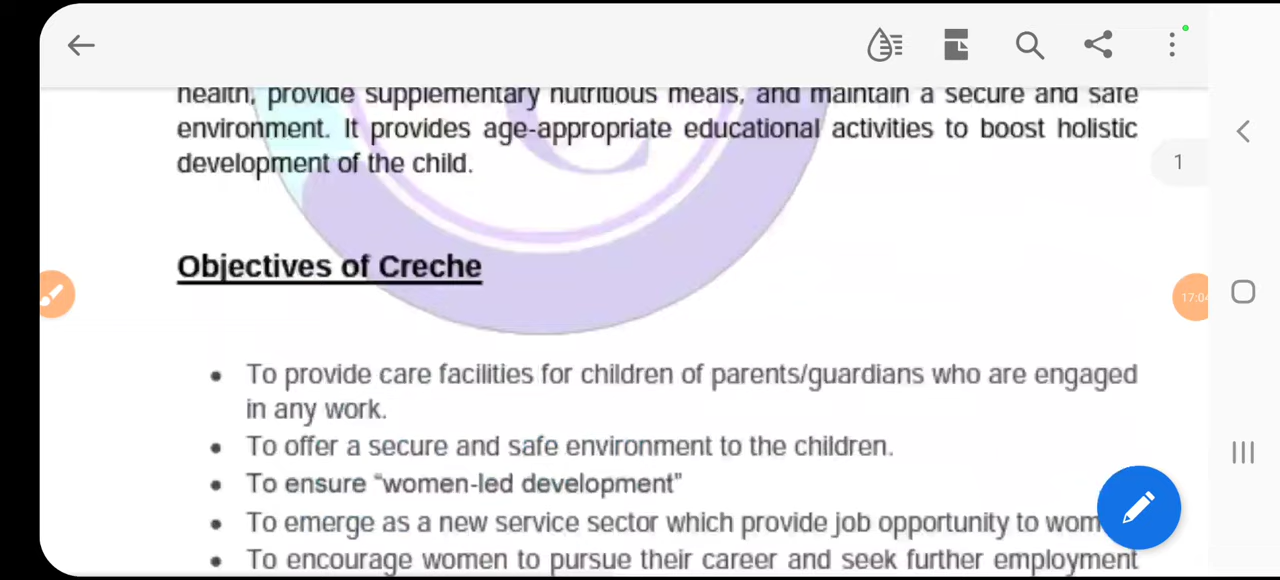 health, provide supplementary nutritious meals, and maintain a secure and safe
environment. It provides age-appropriate educational activities to boost holistic
development of the child.
1
Objectives of Creche
17:04
• To provide care facilities for children of parents/guardians who are engaged
in any work.
• To offer a secure and safe environment to the children.
• To ensure “women-led development”
• To emerge as a new service sector which provide job opportunity to wom
• To encourage women to pursue their career and seek further employment